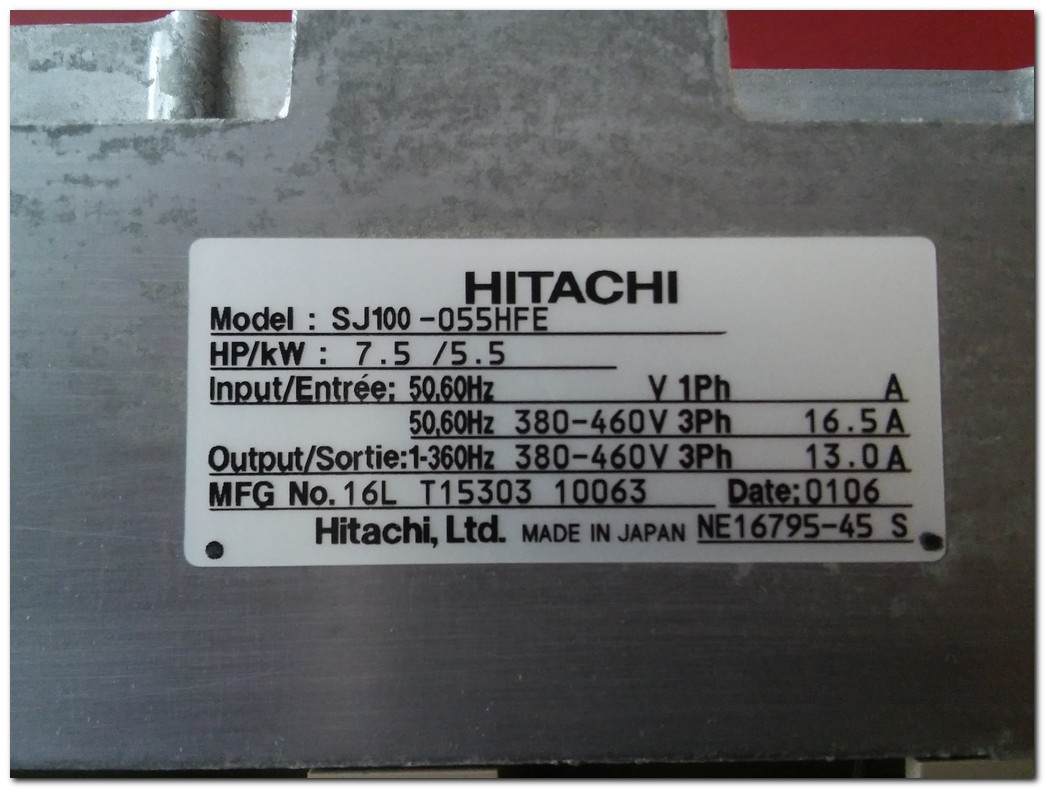 HITACHI
Model : SJ100-055HFE
HP/kW : 7.5 /5.5
Input/Entrée: 50,60Hz V 1Ph A
50,60Hz 380-460V 3Ph 16.5A
Output/Sortie:1-360Hz 380-460V 3Ph 13.0A
MFG No. 16L T15303 10063 Date:0106
Hitachi, Ltd. MADE IN JAPAN NE16795-45 S